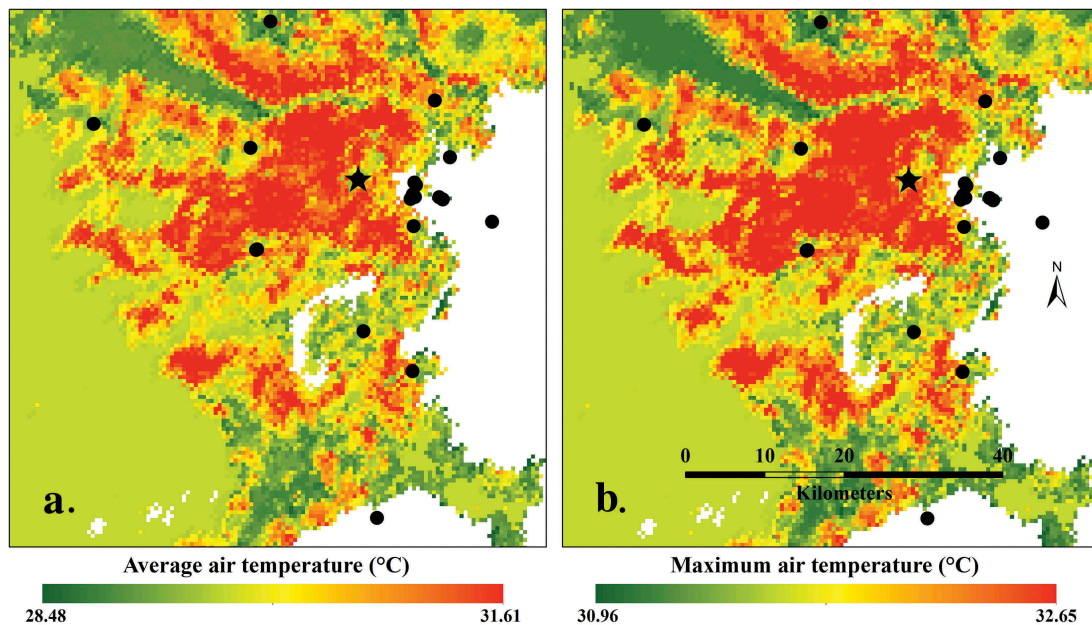 N
0 10 20 40
Kilometers
a.
b.
Average air temperature (°C)
28.48 31.61
Maximum air temperature (°C)
30.96 32.65